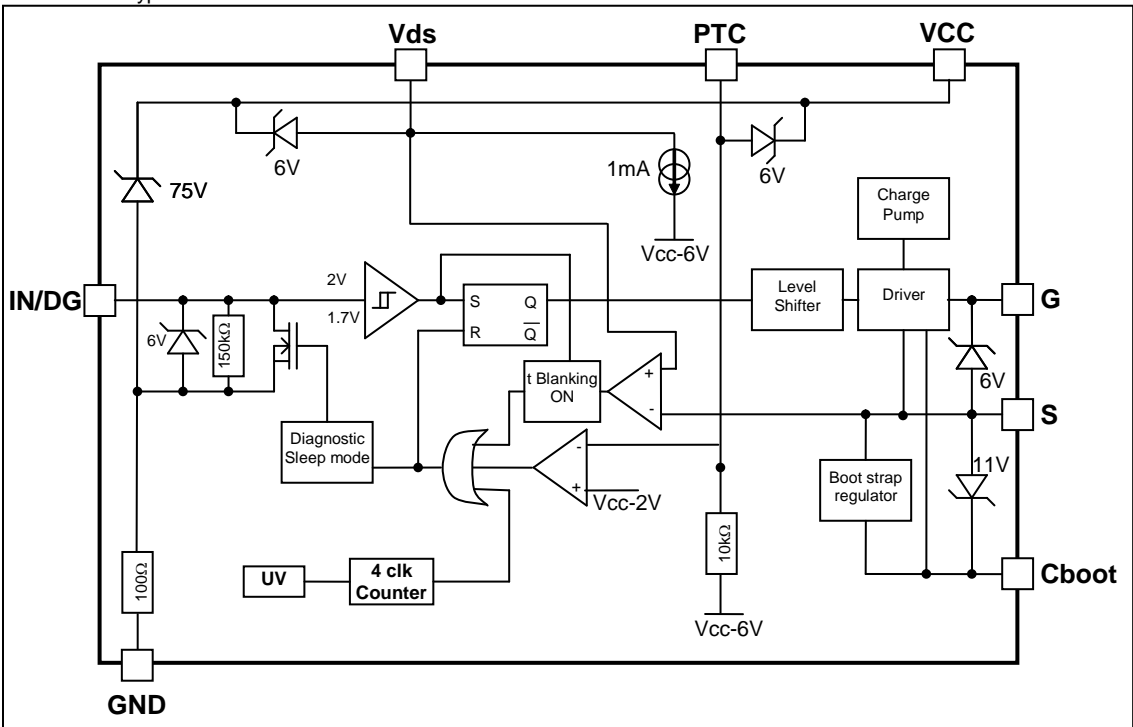 Vds PTC VCC
6V
1mA
6V
75V
Charge
Pump
Vcc-6V
IN/DG
2V
1.7V
S Q
R Q
Level
Shifter
Driver
G
6V
150kΩ
t Blanking
ON
+
-
6V
S
Diagnostic
Sleep mode
-
+
Vcc-2V
Boot strap
regulator
11V
10kΩ
100Ω
UV
4 clk
Counter
Cboot
Vcc-6V
GND